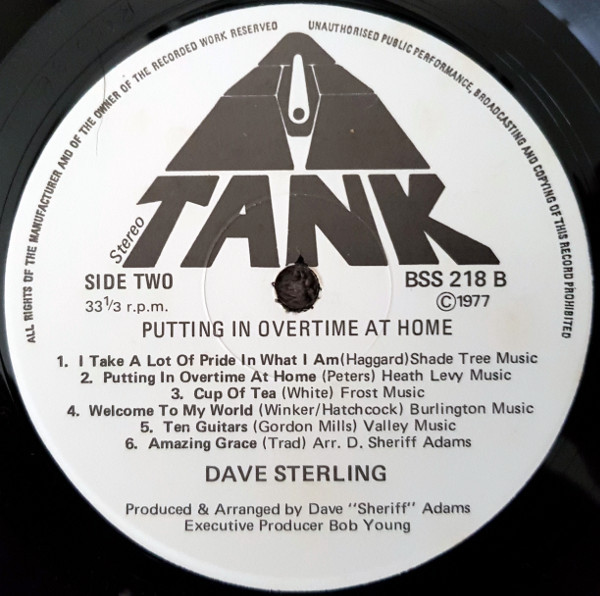 ALL RIGHTS OF THE MANUFACTURER AND OF THE OWNER OF THE RECORDED WORK RESERVED
UNAUTHORISED PUBLIC PERFORMANCE, BROADCASTING AND COPYING OF THIS RECORD PROHIBITED
TANK
Stereo
SIDE TWO
BSS 218 B
33 1/3 r.p.m.
©1977
PUTTING IN OVERTIME AT HOME
1. I Take A Lot Of Pride In What I Am(Haggard)Shade Tree Music
2. Putting In Overtime At Home (Peters) Heath Levy Music
3. Cup Of Tea (White) Frost Music
4. Welcome To My World (Winker/Hatchcock) Burlington Music
5. Ten Guitars (Gordon Mills) Valley Music
6. Amazing Grace (Trad) Arr. D. Sheriff Adams
DAVE STERLING
Produced & Arranged by Dave "Sheriff" Adams
Executive Producer Bob Young